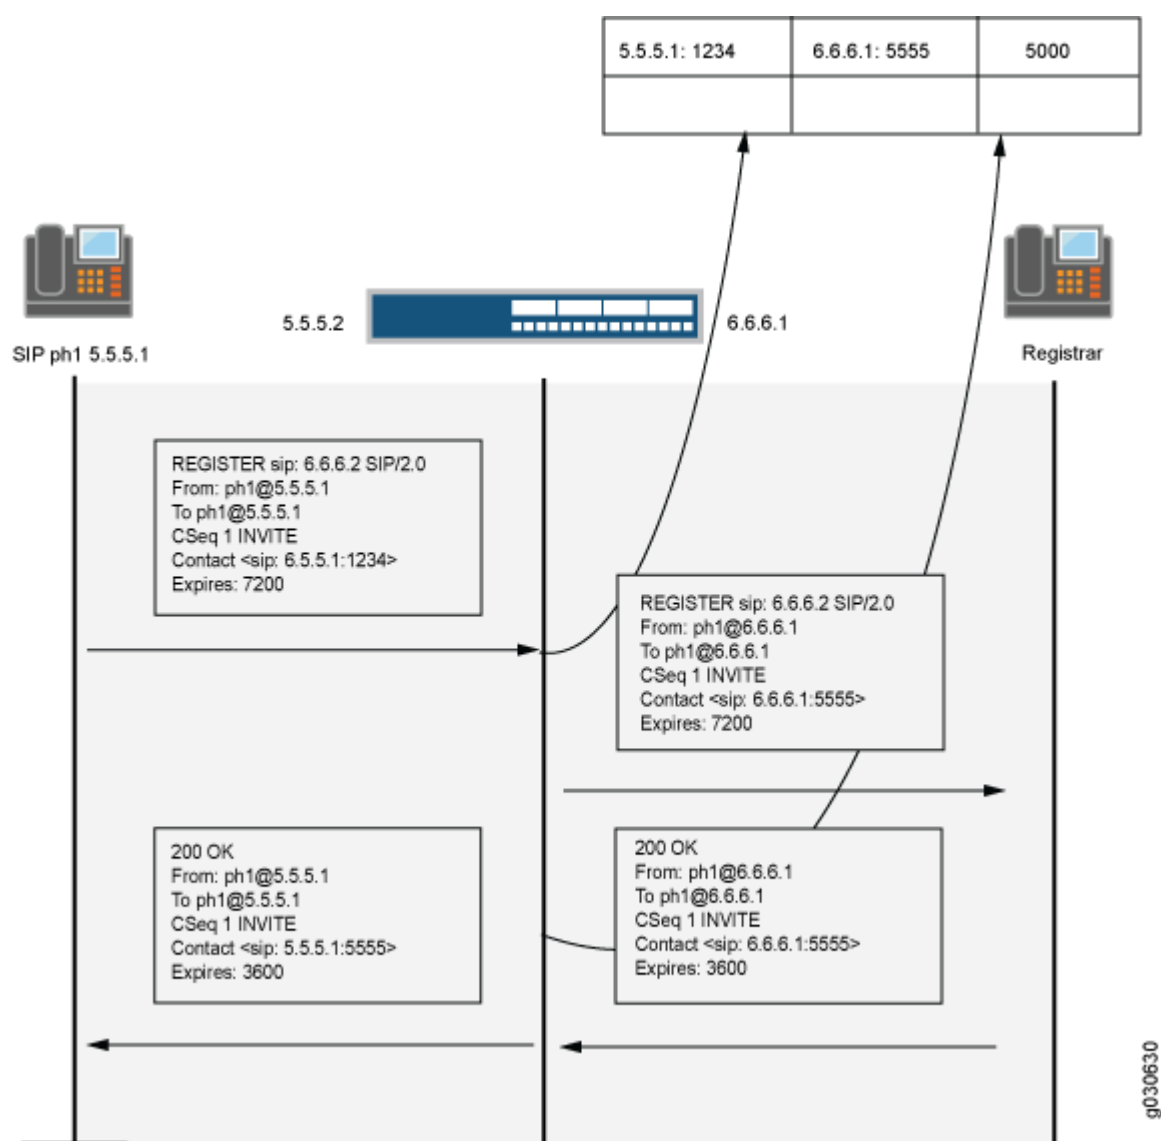 5.5.5.1: 1234 6.6.6.1: 5555 5000
5.5.5.2 6.6.6.1
SIP ph1 5.5.5.1 Registrar
REGISTER sip: 6.6.6.2 SIP/2.0
From: ph1@5.5.5.1
To ph1@5.5.5.1
CSeq 1 INVITE
Contact <sip: 6.5.5.1:1234>
Expires: 7200
REGISTER sip: 6.6.6.2 SIP/2.0
From: ph1@6.6.6.1
To ph1@6.6.6.1
CSeq 1 INVITE
Contact <sip: 6.6.6.1:5555>
Expires: 7200
200 OK
From: ph1@5.5.5.1
To ph1@5.5.5.1
CSeq 1 INVITE
Contact <sip: 5.5.5.1:5555>
Expires: 3600
200 OK
From: ph1@6.6.6.1
To ph1@6.6.6.1
CSeq 1 INVITE
Contact <sip: 6.6.6.1:5555>
Expires: 3600
g030630